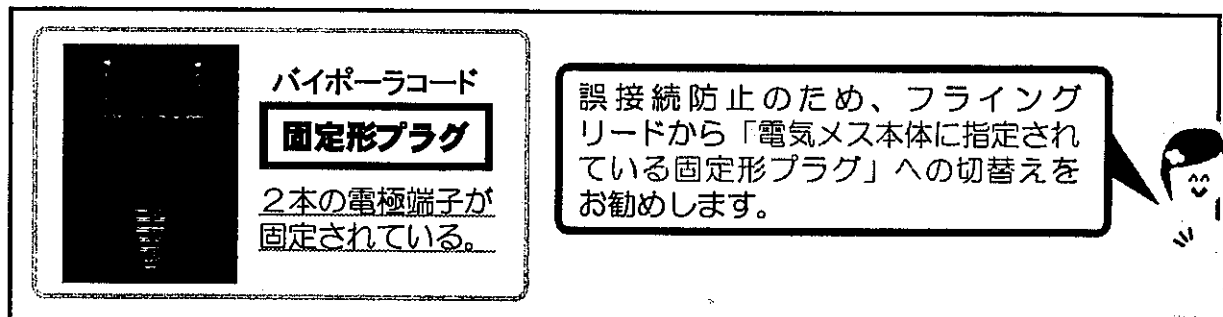 バイポーラコード
固定形プラグ
2本の電極端子が
固定されている。
誤接続防止のため、フライング
リードから「電気メス本体に指定され
ている固定形プラグ」への切替えを
お勧めします。